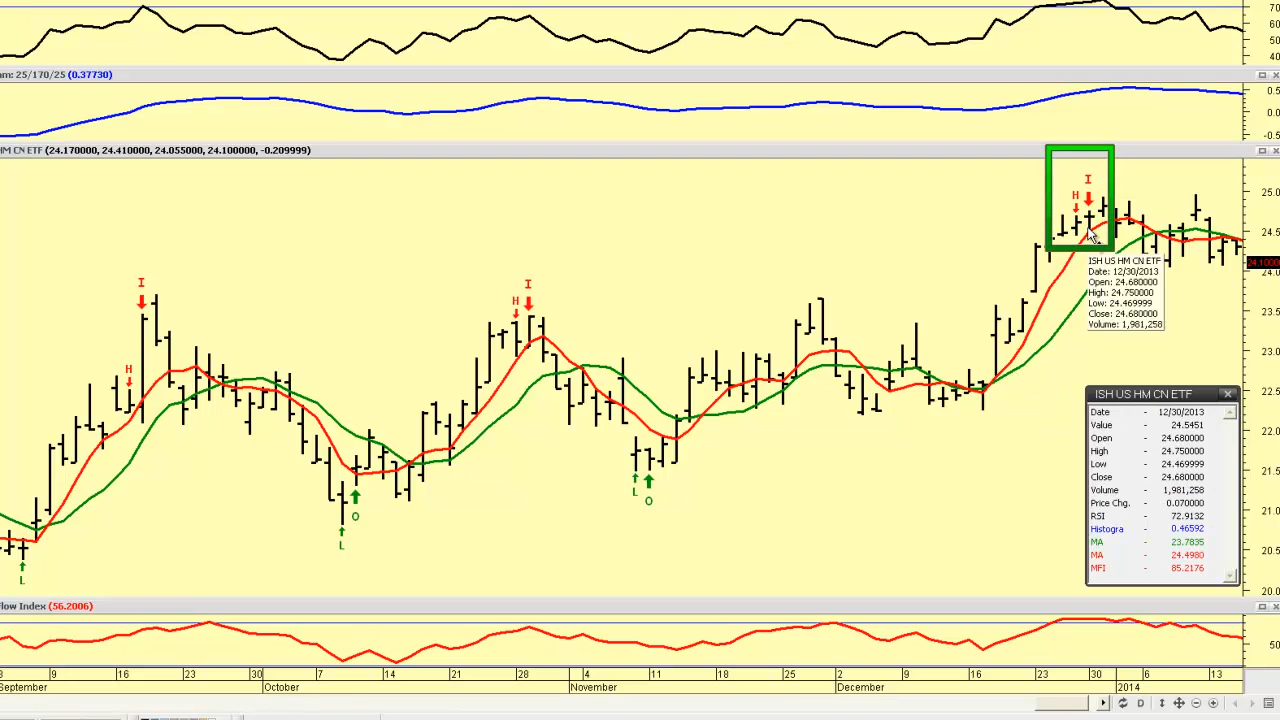 70
60
40
am: 25/170/25 (0.37730)
0.5
0.0
-0.5
HM CN ETF (24.170000, 24.410000, 24.055000, 24.100000, -0.209999)
25.0
I
H
24.5
ISH US HM CN ETF
Date: 12/30/2013
Open: 24.680000
High: 24.750000
Low: 24.469999
Close: 24.680000
Volume: 1,981,258
24.1000
24.0
I
I
H
23.5
H
23.0
22.5
22.0
21.5
L
O
O
L
L
21.0
20.5
20.0
ISH US HM CN ETF
Date - 12/30/2013
Value - 24.5451
Open - 24.680000
High - 24.750000
Low - 24.469999
Close - 24.680000
Volume - 1,981,258
Price Chg. - 0.070000
RSI - 72.9132
Histogra - 0.46592
MA - 23.7835
MA - 24.4980
MFI - 85.2176
Flow Index (56.2006)
50
3 9 16 23 30 7 14 21 28 4 11 18 25 2 9 16 23 30 6 13
September October November December 2014
D